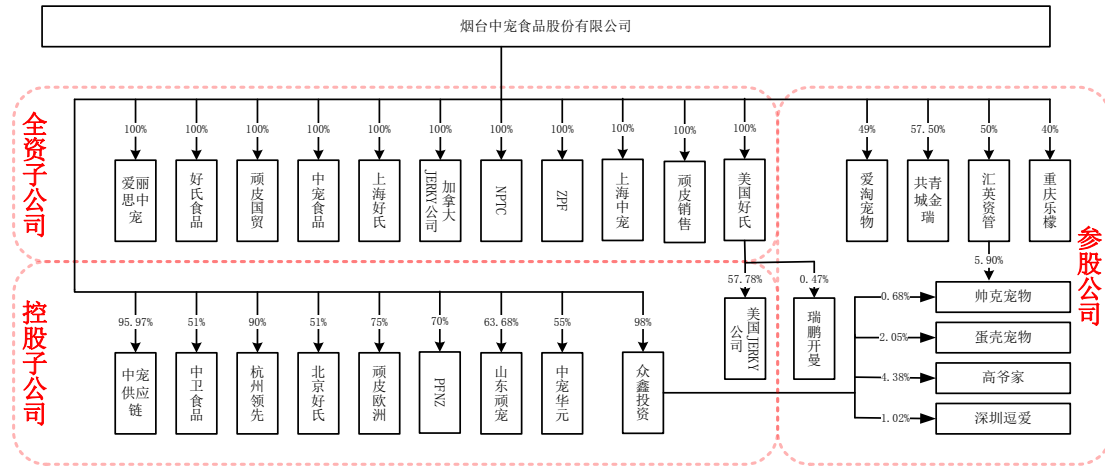 烟台中宠食品股份有限公司
全资子公司
100%
100%
100%
100%
100%
100%
100%
100%
100%
100%
100%
爱丽思中宠
好氏食品
顽皮国贸
中宠食品
上海好氏
加拿大JERKY公司
NPTC
ZPF
上海中宠
顽皮销售
美国好氏
参股公司
49%
57.50%
50%
40%
爱淘宠物
青金瑞共城
汇英资管
重庆乐檬
5.90%
57.78%
0.47%
美国JERKY公司
瑞鹏开曼
控股子公司
95.97%
51%
90%
51%
75%
70%
63.68%
55%
98%
中宠供应链
中卫食品
杭州领先
北京好氏
顽皮欧洲
PFNZ
山东顽宠
中宠华元
众鑫投资
0.68%
帅克宠物
2.05%
蛋壳宠物
4.38%
高爷家
1.02%
深圳逗爱